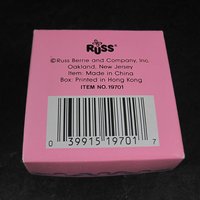 RUSS®
©Russ Berrie and Company, Inc.
Oakland, New Jersey
Item: Made in China
Box: Printed in Hong Kong
ITEM NO. 19701
0 39915 19701 7